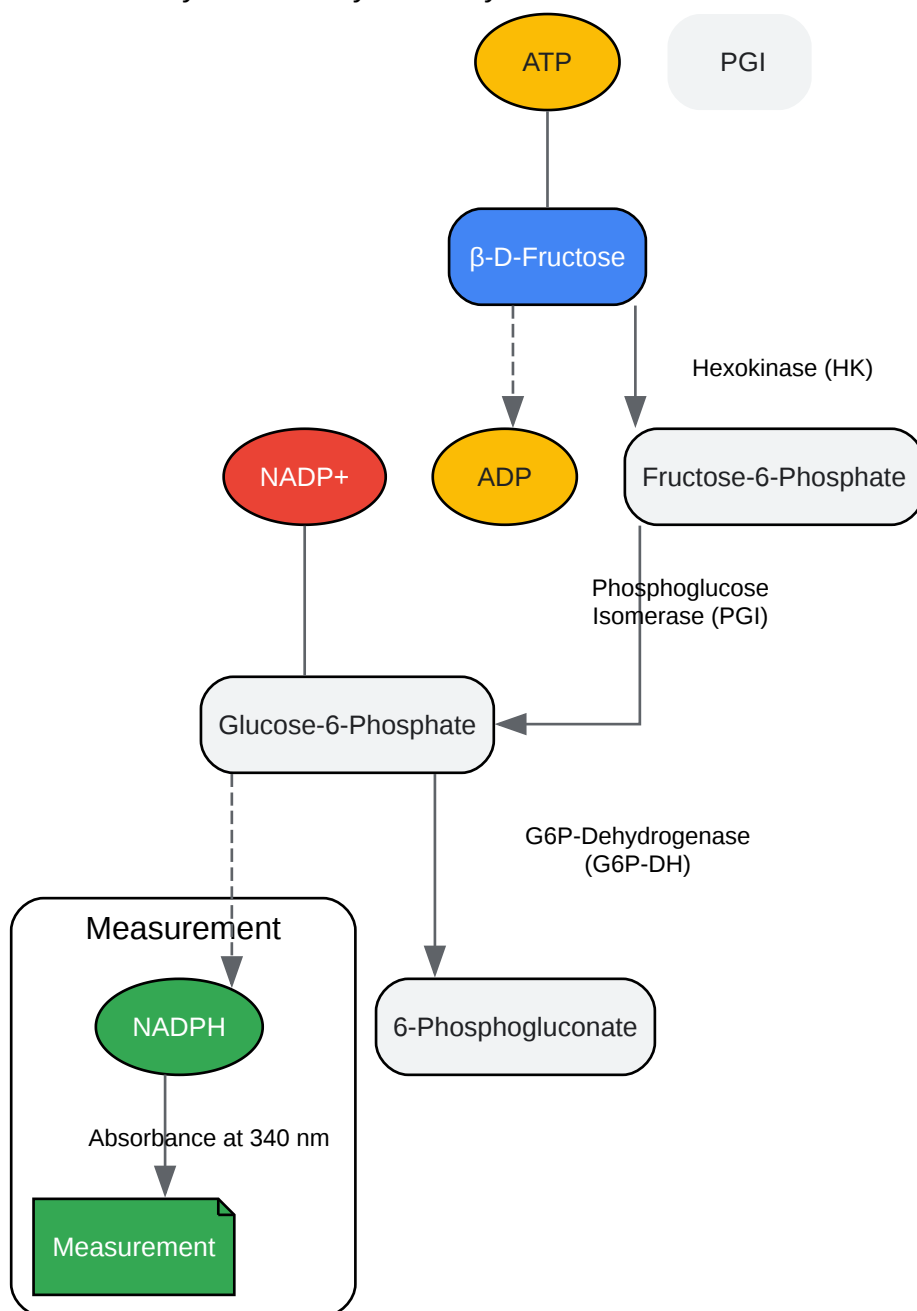 ATP
PGI
β-D-Fructose
Hexokinase (HK)
NADP+
ADP
Fructose-6-Phosphate
Phosphoglucose
Isomerase (PGI)
Glucose-6-Phosphate
G6P-Dehydrogenase
(G6P-DH)
Measurement
NADPH
6-Phosphogluconate
Absorbance at 340 nm
Measurement